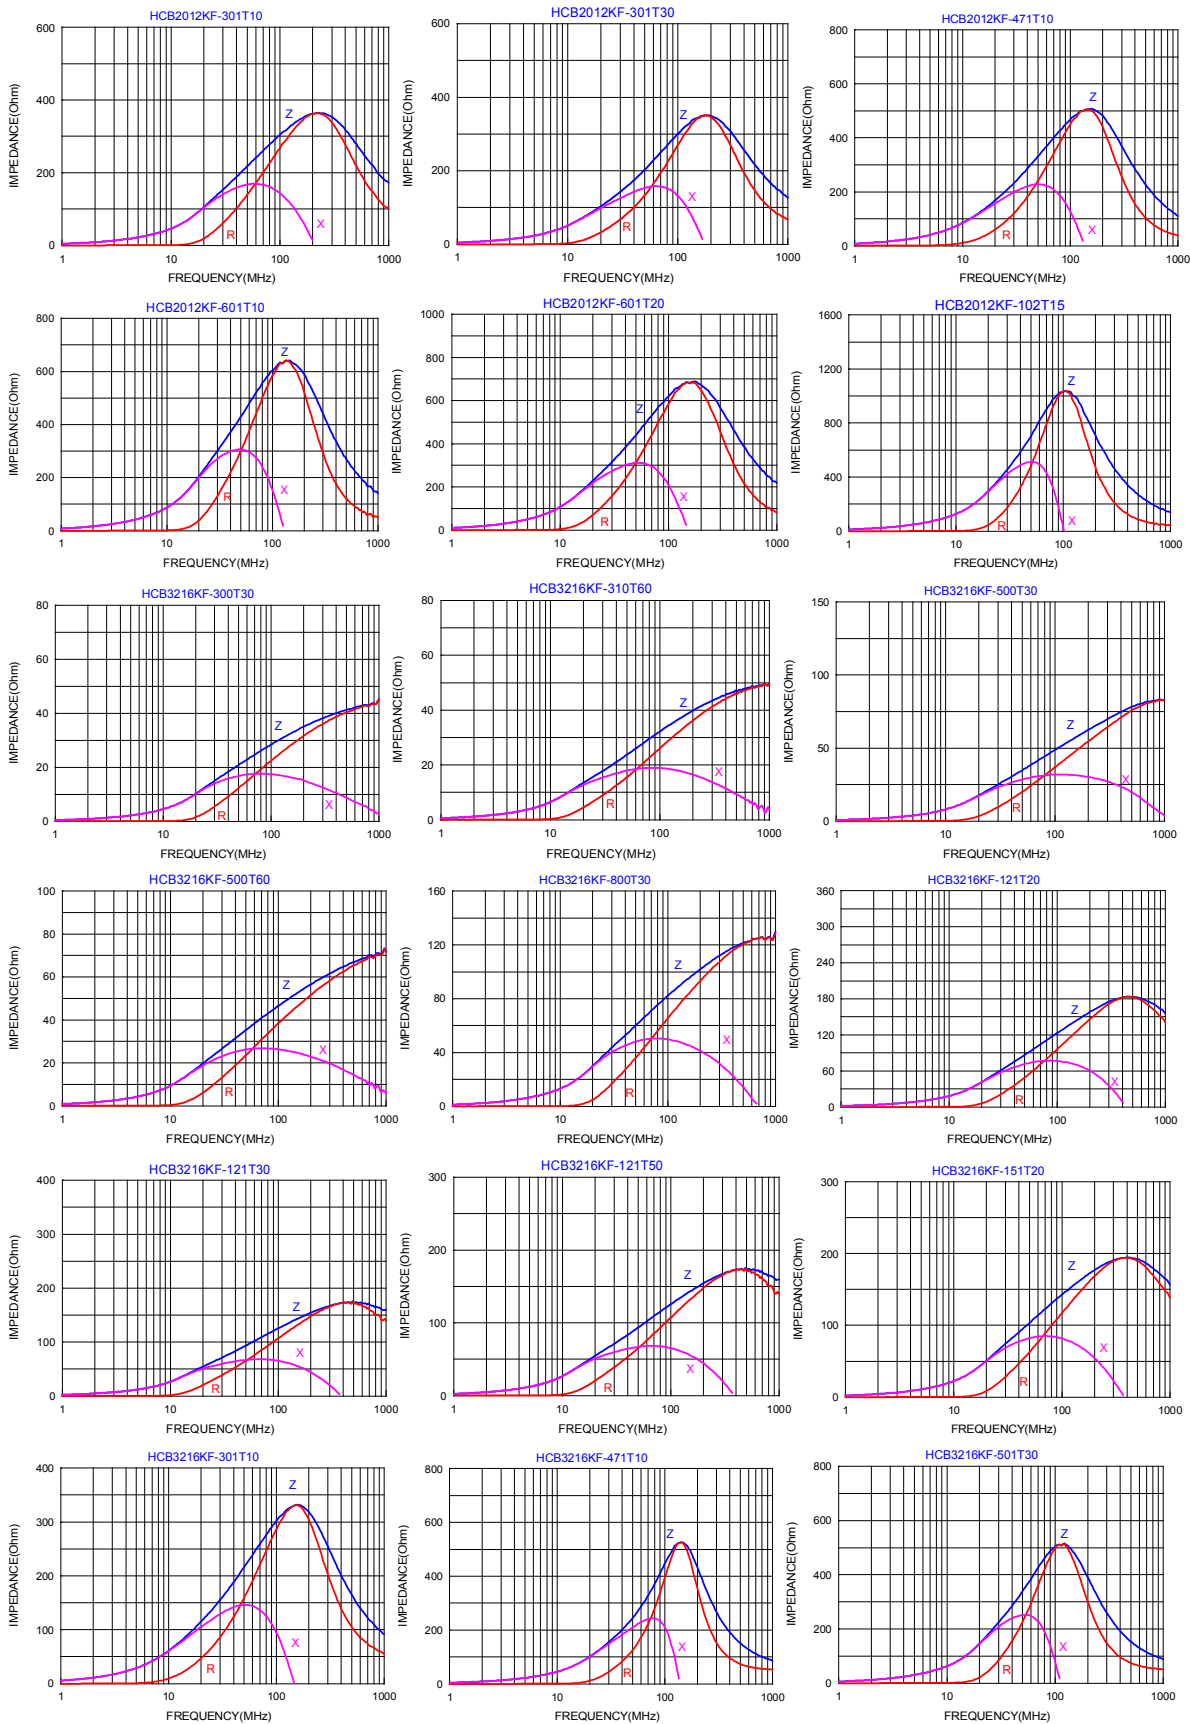 HCB2012KF-301T10
600
400
200
0
IMPEDANCE(Ohm)
Z
R
X
1
10
100
1000
FREQUENCY(MHz)
HCB2012KF-301T30
600
400
200
0
IMPEDANCE(Ohm)
Z
R
X
1
10
100
1000
FREQUENCY(MHz)
HCB2012KF-471T10
800
600
400
200
0
IMPEDANCE(Ohm)
Z
R
X
1
10
100
1000
FREQUENCY(MHz)
HCB2012KF-601T10
800
600
400
200
0
IMPEDANCE(Ohm)
Z
R
X
1
10
100
1000
FREQUENCY(MHz)
HCB2012KF-601T20
1000
800
600
400
200
0
IMPEDANCE(Ohm)
Z
R
X
1
10
100
1000
FREQUENCY(MHz)
HCB2012KF-102T15
1600
1200
800
400
0
IMPEDANCE(Ohm)
Z
R
X
1
10
100
1000
FREQUENCY(MHz)
HCB3216KF-300T30
80
60
40
20
0
IMPEDANCE(Ohm)
Z
R
X
1
10
100
1000
FREQUENCY(MHz)
HCB3216KF-310T60
80
60
40
20
0
IMPEDANCE(Ohm)
Z
R
X
1
10
100
1000
FREQUENCY(MHz)
HCB3216KF-500T30
150
100
50
0
IMPEDANCE(Ohm)
Z
R
X
1
10
100
1000
FREQUENCY(MHz)
HCB3216KF-500T60
100
80
60
40
20
0
IMPEDANCE(Ohm)
Z
R
X
1
10
100
1000
FREQUENCY(MHz)
HCB3216KF-800T30
160
120
80
40
0
IMPEDANCE(Ohm)
Z
R
X
1
10
100
1000
FREQUENCY(MHz)
HCB3216KF-121T20
360
300
240
180
120
60
0
IMPEDANCE(Ohm)
Z
R
X
1
10
100
1000
FREQUENCY(MHz)
HCB3216KF-121T30
400
300
200
100
0
IMPEDANCE(Ohm)
Z
R
X
1
10
100
1000
FREQUENCY(MHz)
HCB3216KF-121T50
300
200
100
0
IMPEDANCE(Ohm)
Z
R
X
1
10
100
1000
FREQUENCY(MHz)
HCB3216KF-151T20
300
200
100
0
IMPEDANCE(Ohm)
Z
R
X
1
10
100
1000
FREQUENCY(MHz)
HCB3216KF-301T10
400
300
200
100
0
IMPEDANCE(Ohm)
Z
R
X
1
10
100
1000
FREQUENCY(MHz)
HCB3216KF-471T10
800
600
400
200
0
IMPEDANCE(Ohm)
Z
R
X
1
10
100
1000
FREQUENCY(MHz)
HCB3216KF-501T30
800
600
400
200
0
IMPEDANCE(Ohm)
Z
R
X
1
10
100
1000
FREQUENCY(MHz)